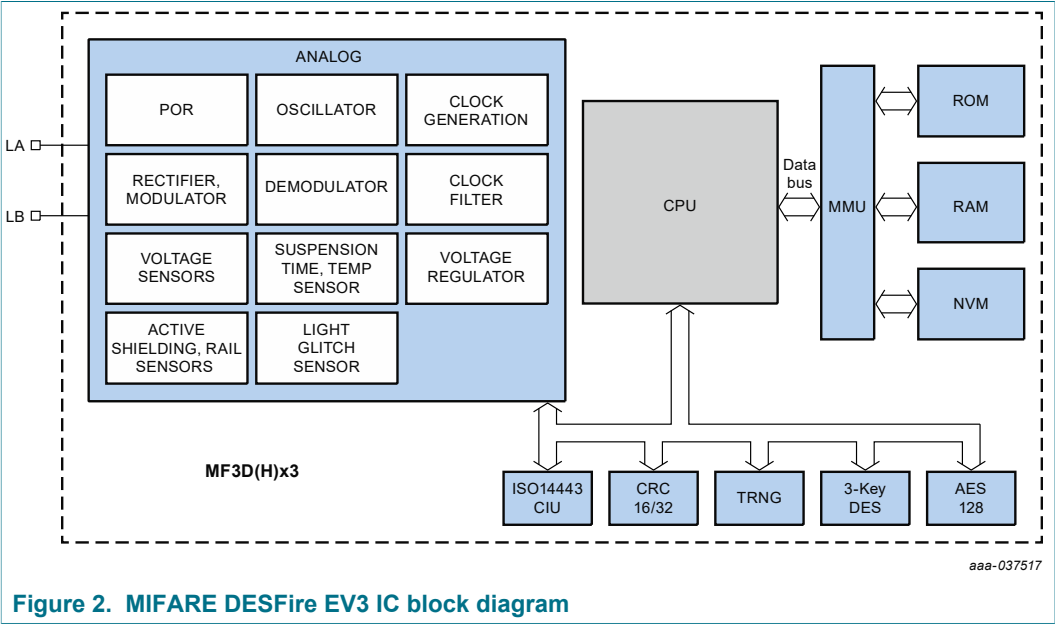 ANALOG
POR
OSCILLATOR
CLOCK
GENERATION
LA
RECTIFIER,
MODULATOR
DEMODULATOR
CLOCK
FILTER
LB
VOLTAGE
SENSORS
SUSPENSION
TIME, TEMP
SENSOR
VOLTAGE
REGULATOR
ACTIVE
SHIELDING, RAIL
SENSORS
LIGHT
GLITCH
SENSOR
CPU
Data
bus
MMU
ROM
RAM
NVM
MF3D(H)x3
ISO14443
CIU
CRC
16/32
TRNG
3-Key
DES
AES
128
aaa-037517
Figure 2. MIFARE DESFire EV3 IC block diagram